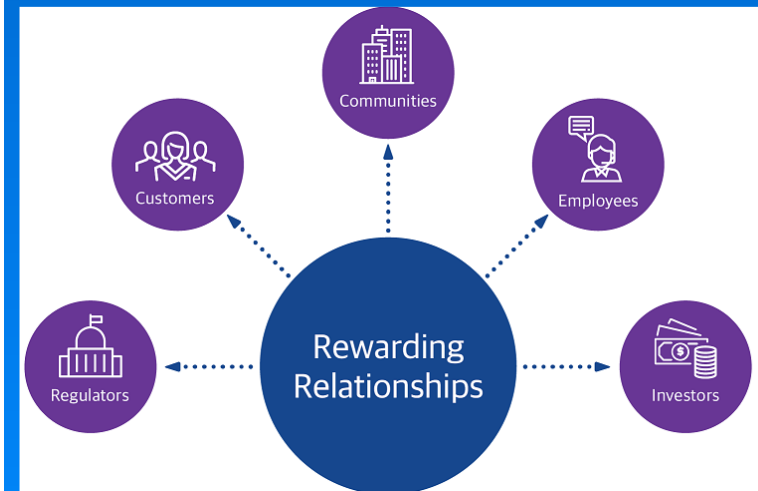 Communities
Customers
Employees
Rewarding
Relationships
Regulators
$
Investors